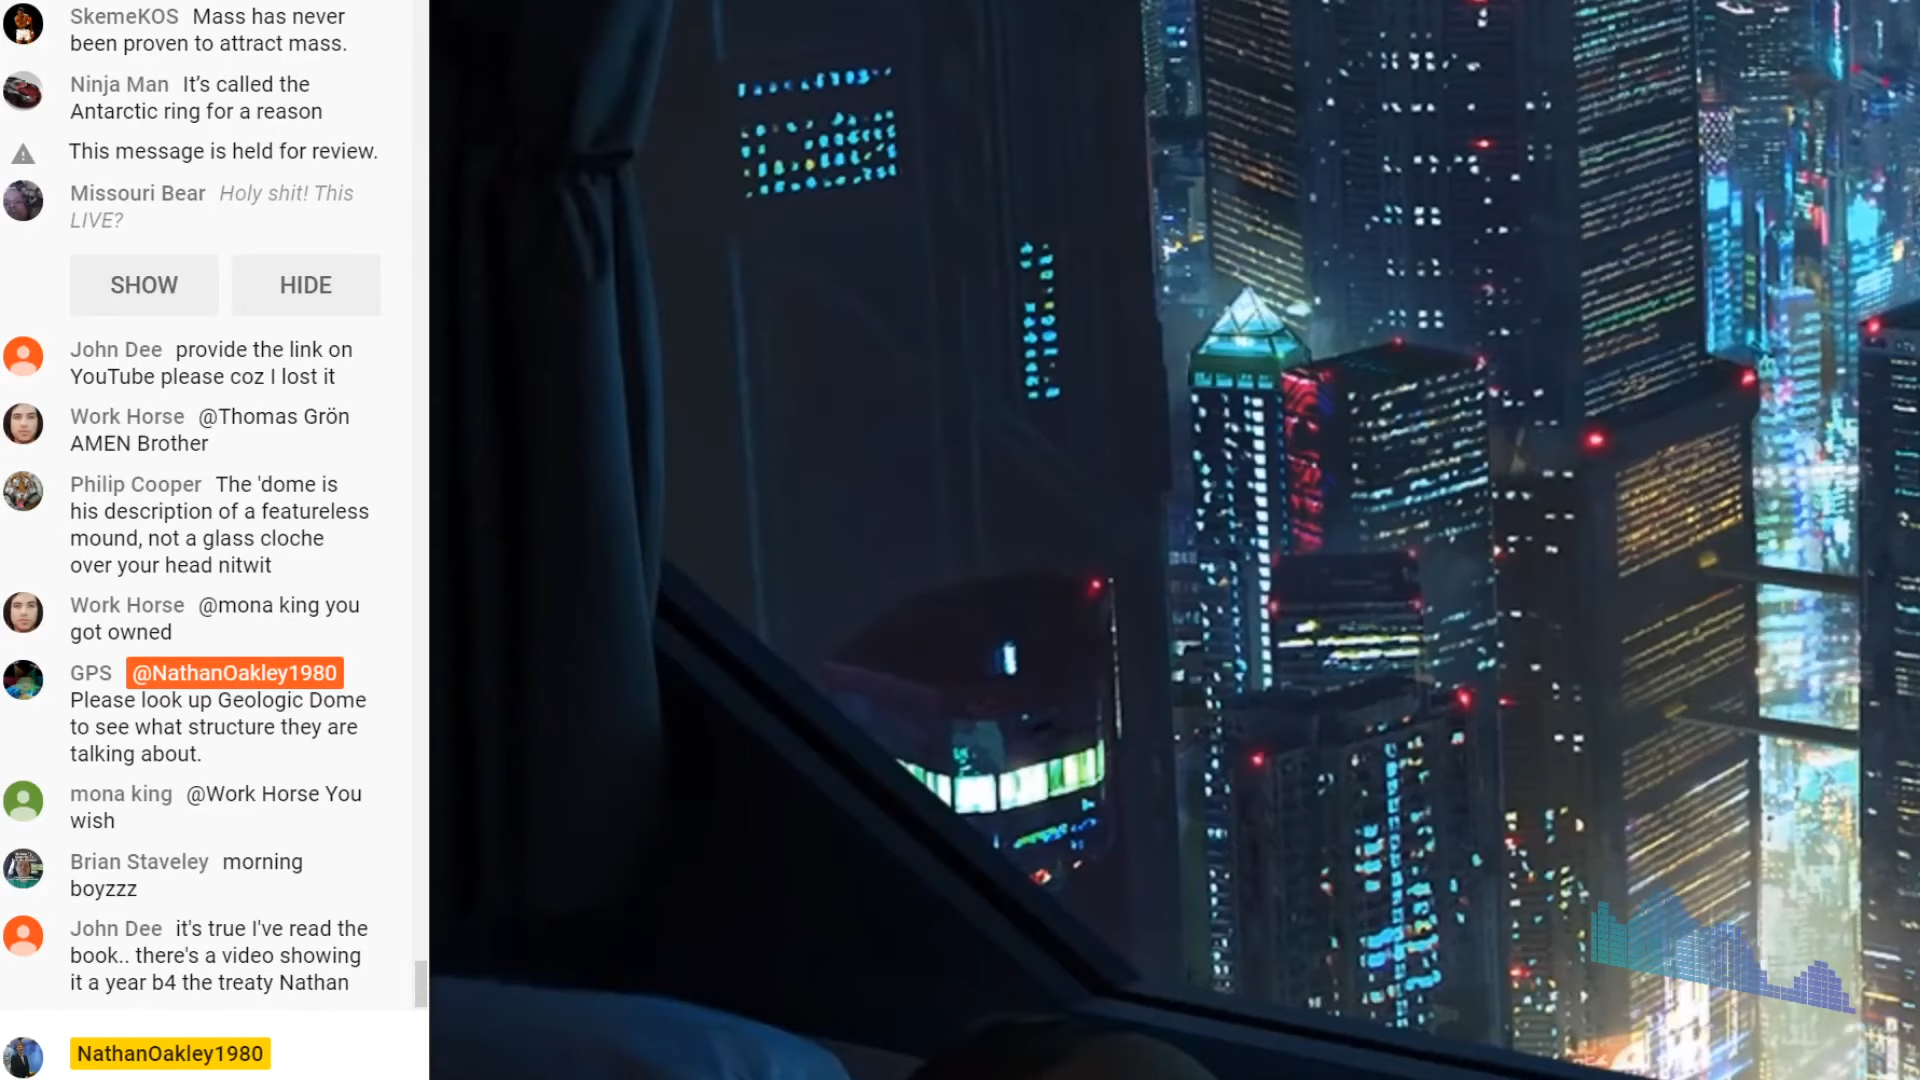 SkemeKOS Mass has never
been proven to attract mass.
Ninja Man It’s called the
Antarctic ring for a reason
This message is held for review.
Missouri Bear Holy shit! This
LIVE?
SHOW HIDE
John Dee provide the link on
YouTube please coz I lost it
Work Horse @Thomas Grön
AMEN Brother
Philip Cooper The 'dome is
his description of a featureless
mound, not a glass cloche
over your head nitwit
Work Horse @mona king you
got owned
GPS @NathanOakley1980
Please look up Geologic Dome
to see what structure they are
talking about.
mona king @Work Horse You
wish
Brian Staveley morning
boyzzz
John Dee it's true I've read the
book.. there's a video showing
it a year b4 the treaty Nathan
NathanOakley1980